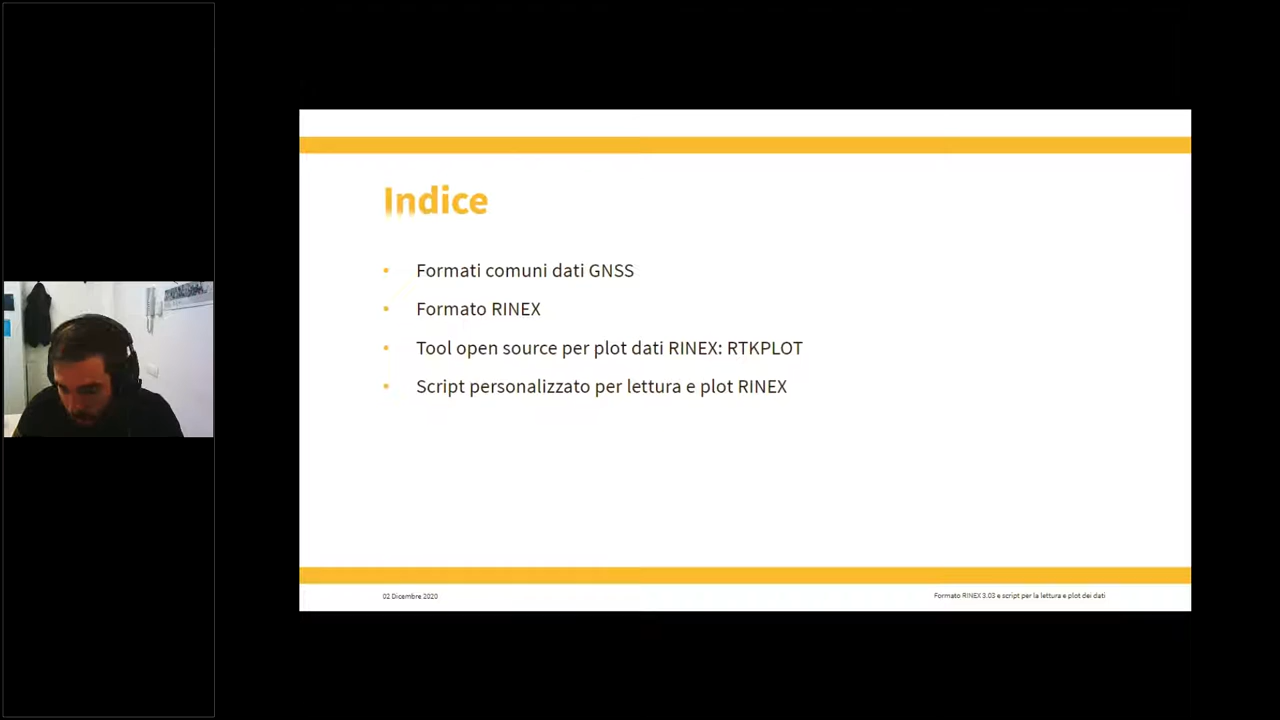 Indice
• Formati comuni dati GNSS
• Formato RINEX
• Tool open source per plot dati RINEX: RTKPLOT
• Script personalizzato per lettura e plot RINEX
02 Dicembre 2020
Formato RINEX 3.03 e script per la lettura e plot dei dati